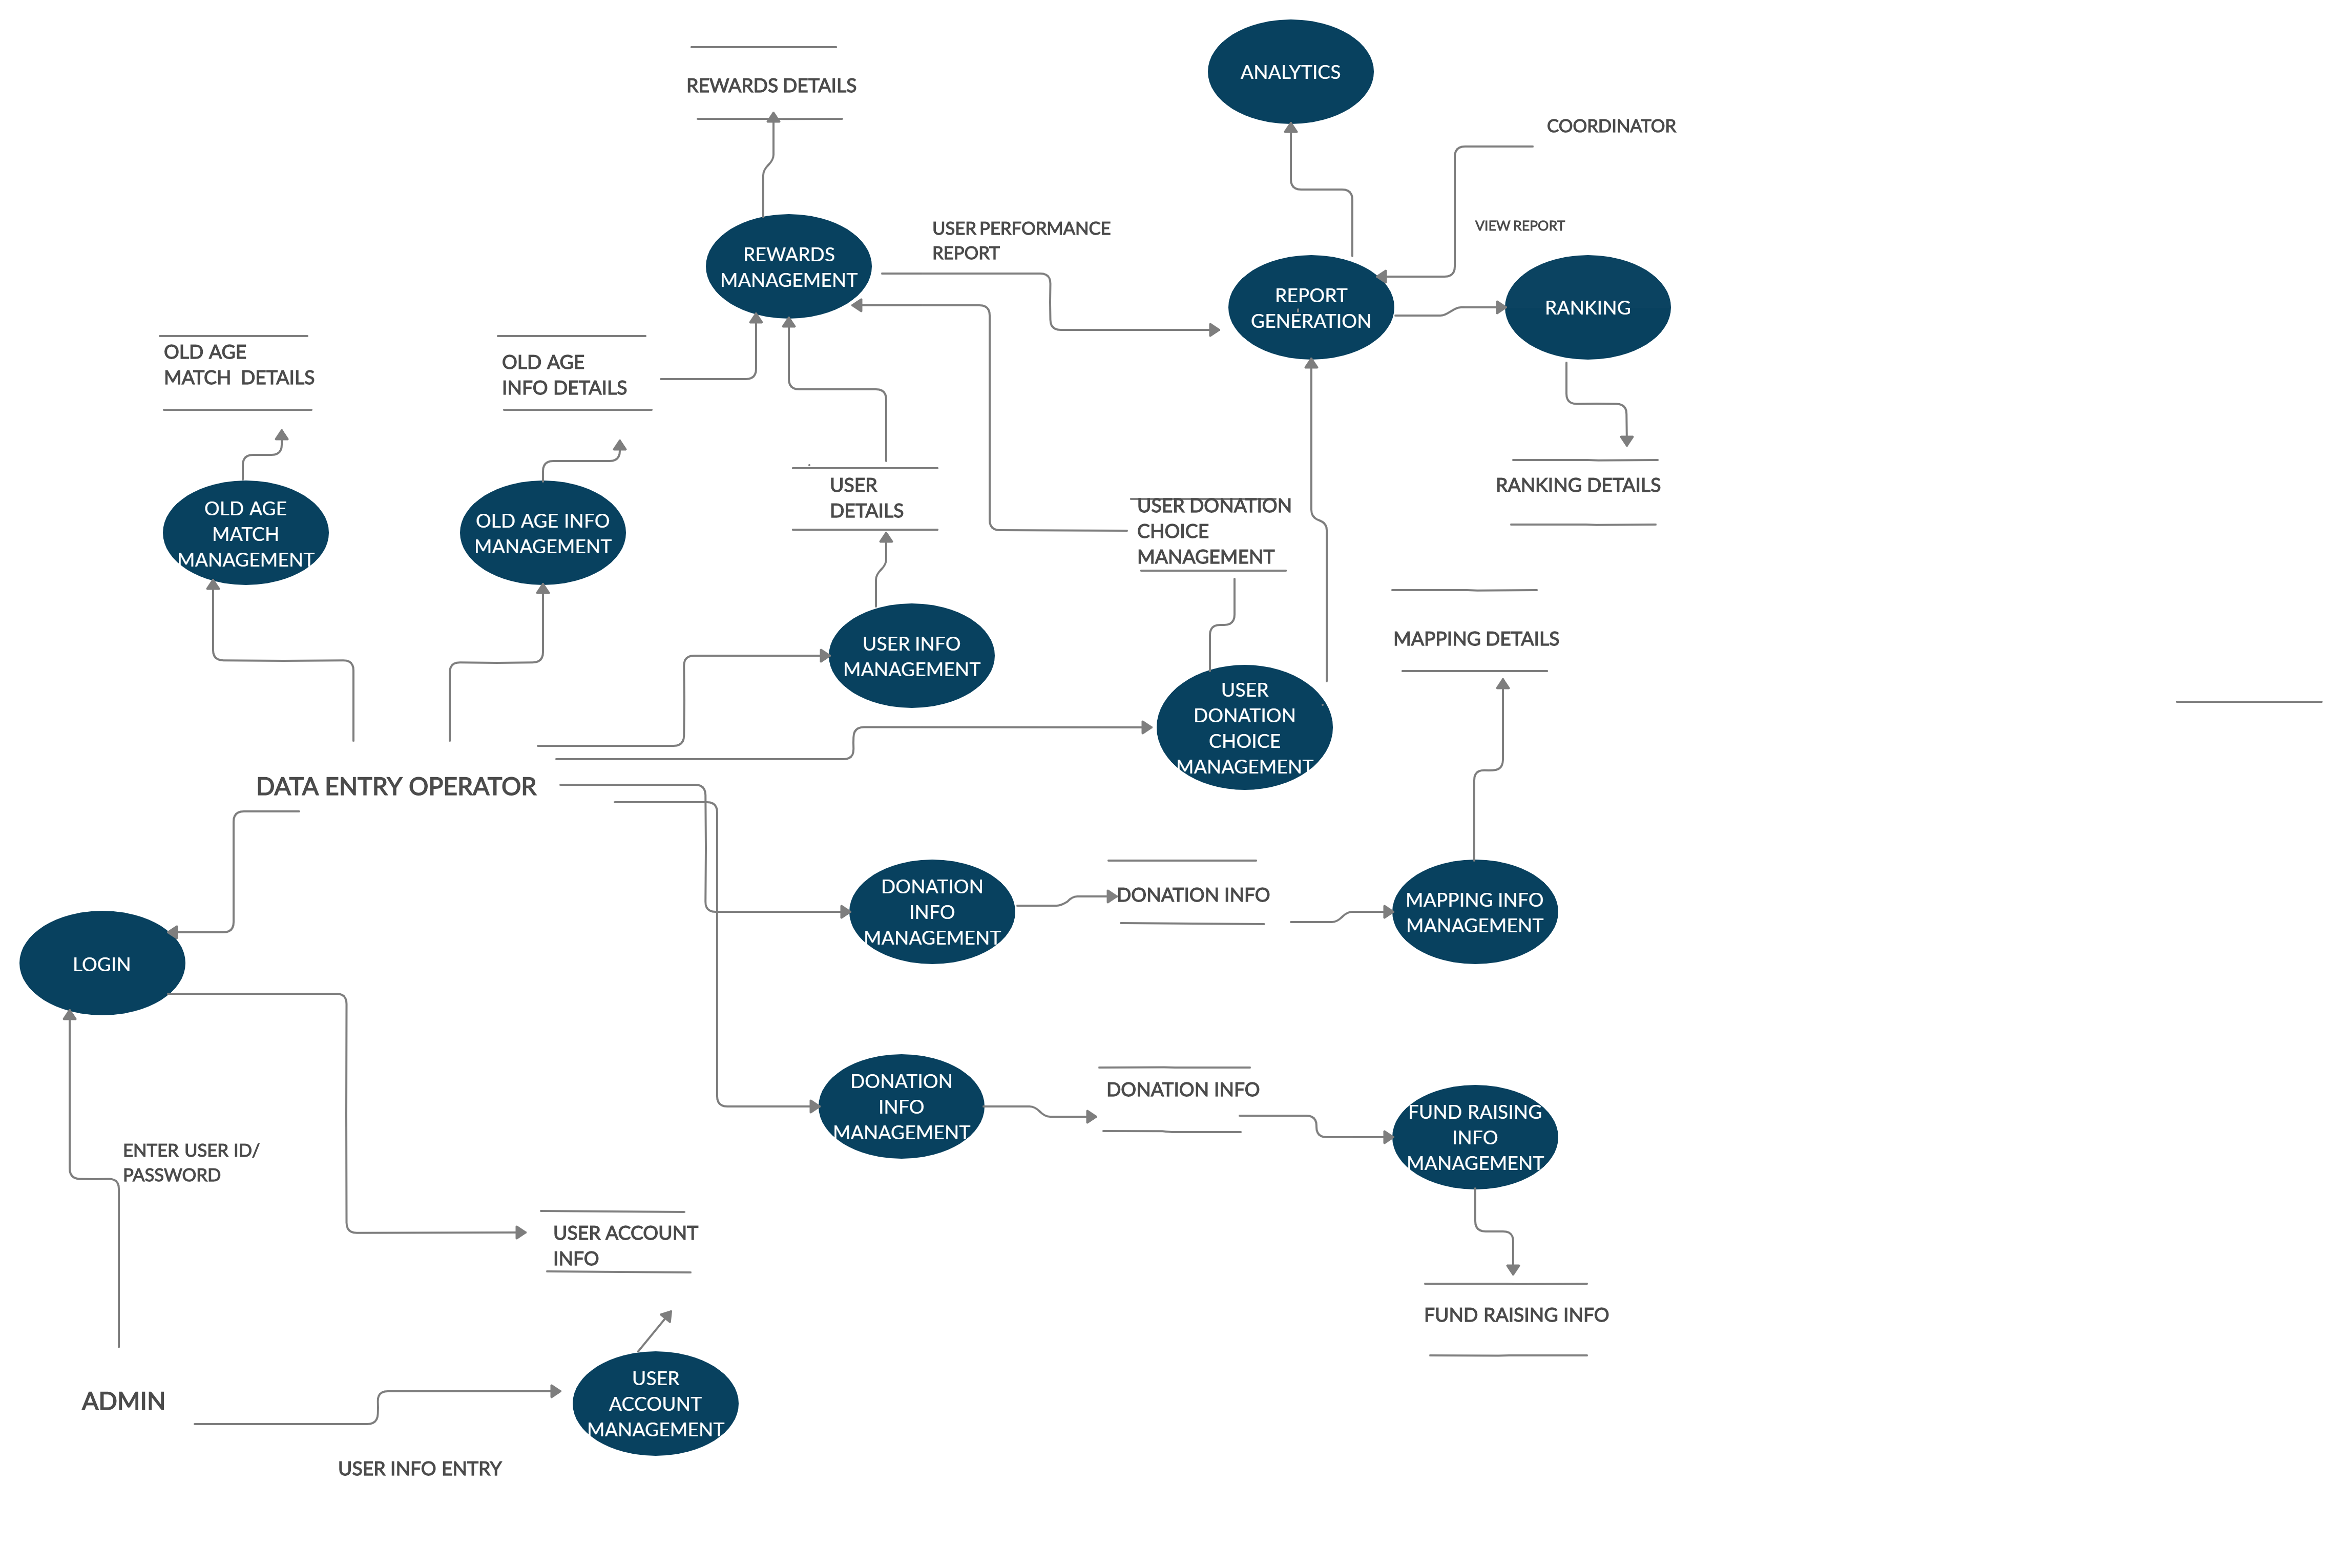 ANALYTICS
REWARDS DETAILS
COORDINATOR
USER PERFORMANCE
REPORT
VIEW REPORT
REWARDS
MANAGEMENT
REPORT
GENERATION
RANKING
OLD AGE
MATCH DETAILS
OLD AGE
INFO DETAILS
USER
DETAILS
USER DONATION
CHOICE
MANAGEMENT
RANKING DETAILS
OLD AGE
MATCH
MANAGEMENT
OLD AGE INFO
MANAGEMENT
USER INFO
MANAGEMENT
MAPPING DETAILS
USER
DONATION
CHOICE
MANAGEMENT
DATA ENTRY OPERATOR
DONATION
INFO
MANAGEMENT
DONATION INFO
MAPPING INFO
MANAGEMENT
LOGIN
DONATION
INFO
MANAGEMENT
DONATION INFO
FUND RAISING
INFO
MANAGEMENT
ENTER USER ID/
PASSWORD
USER ACCOUNT
INFO
FUND RAISING INFO
ADMIN
USER
ACCOUNT
MANAGEMENT
USER INFO ENTRY